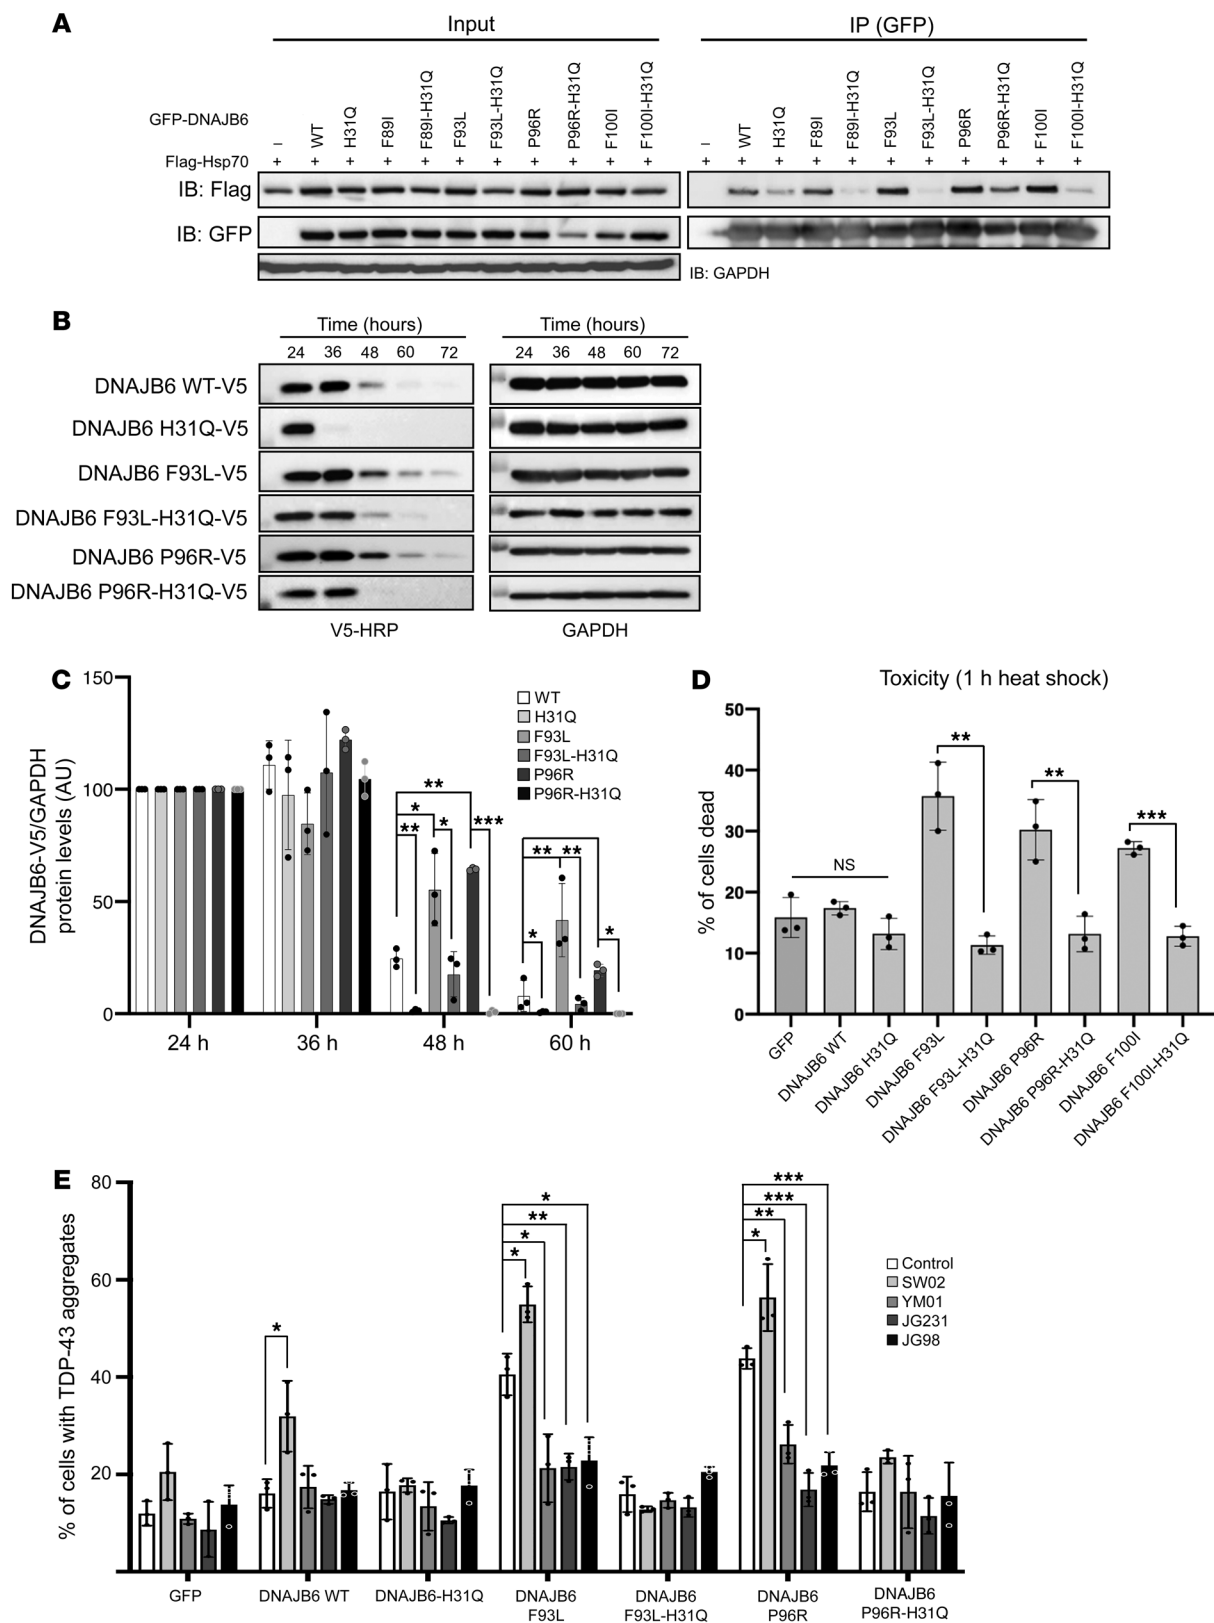 A
Input
IP (GFP)
GFP-DNAJB6
– WT H31Q F89I F89I-H31Q F93L F93L-H31Q P96R P96R-H31Q F100I F100I-H31Q
– WT H31Q F89I F89I-H31Q F93L F93L-H31Q P96R P96R-H31Q F100I F100I-H31Q
Flag-Hsp70 + + + + + + + + + + + + + + + + + + + + + +
IB: Flag
IB: GFP
IB: GAPDH
B
Time (hours)
Time (hours)
24 36 48 60 72
24 36 48 60 72
DNAJB6 WT-V5
DNAJB6 H31Q-V5
DNAJB6 F93L-V5
DNAJB6 F93L-H31Q-V5
DNAJB6 P96R-V5
DNAJB6 P96R-H31Q-V5
V5-HRP
GAPDH
C
DNAJB6-V5/GAPDH
protein levels (AU)
150
100
50
0
WT
H31Q
F93L
F93L-H31Q
P96R
P96R-H31Q
**
* *
** ***
** **
* *
24 h 36 h 48 h 60 h
D
Toxicity (1 h heat shock)
% of cells dead
50
40
30
20
10
0
NS
**
**
***
GFP
DNAJB6 WT
DNAJB6 H31Q
DNAJB6 F93L
DNAJB6 F93L-H31Q
DNAJB6 P96R
DNAJB6 P96R-H31Q
DNAJB6 F100I
DNAJB6 F100I-H31Q
E
% of cells with TDP-43 aggregates
80
60
40
20
*
*
**
*
*
***
***
**
*
Control
SW02
YM01
JG231
JG98
GFP
DNAJB6 WT
DNAJB6-H31Q
DNAJB6
F93L
DNAJB6
F93L-H31Q
DNAJB6
P96R
DNAJB6
P96R-H31Q